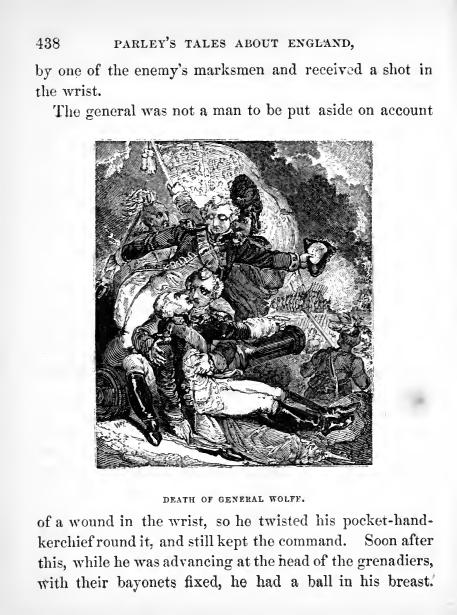 438 PARLEY'S TALES ABOUT ENGLAND,
by one of the enemy's marksmen and received a shot in
the wrist.
The general was not a man to be put aside on account
DEATH OF GENERAL WOLFF.
of a wound in the wrist, so he twisted his pocket-hand-
kerchief round it, and still kept the command. Soon after
this, while he was advancing at the head of the grenadiers,
with their bayonets fixed, he had a ball in his breast.